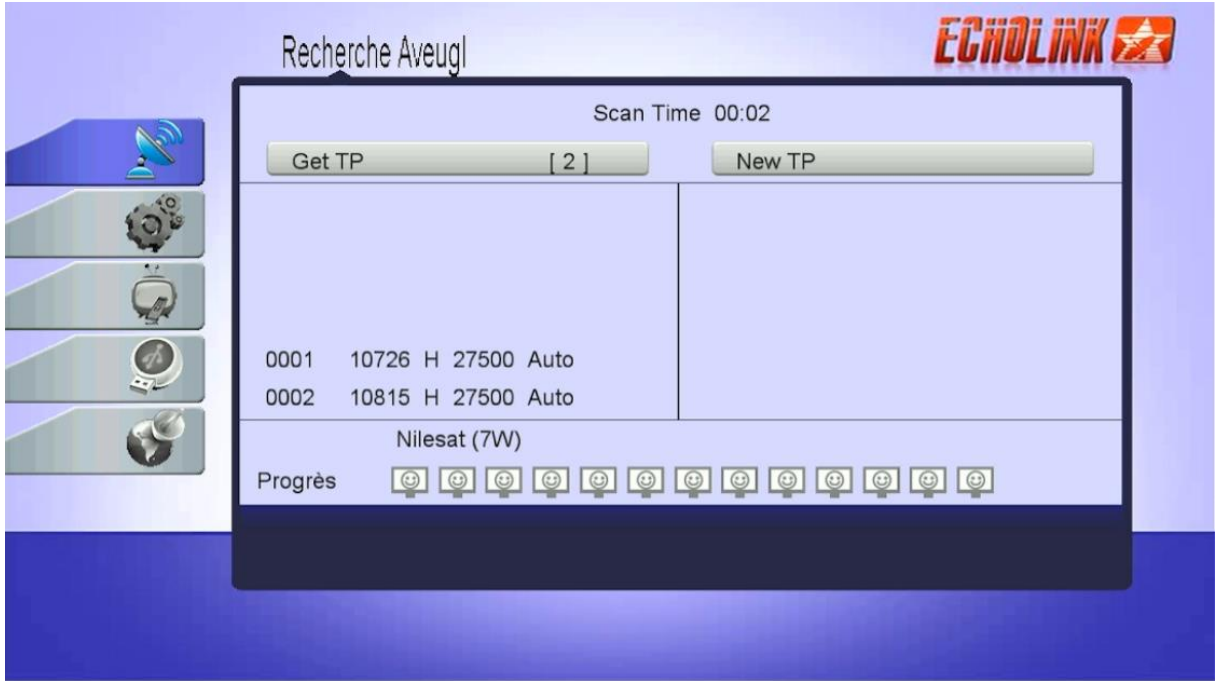 Recherche Aveugl
ECHOLINK
Scan Time 00:02
Get TP [ 2 ] New TP
0001 10726 H 27500 Auto
0002 10815 H 27500 Auto
Nilesat (7W)
Progrès